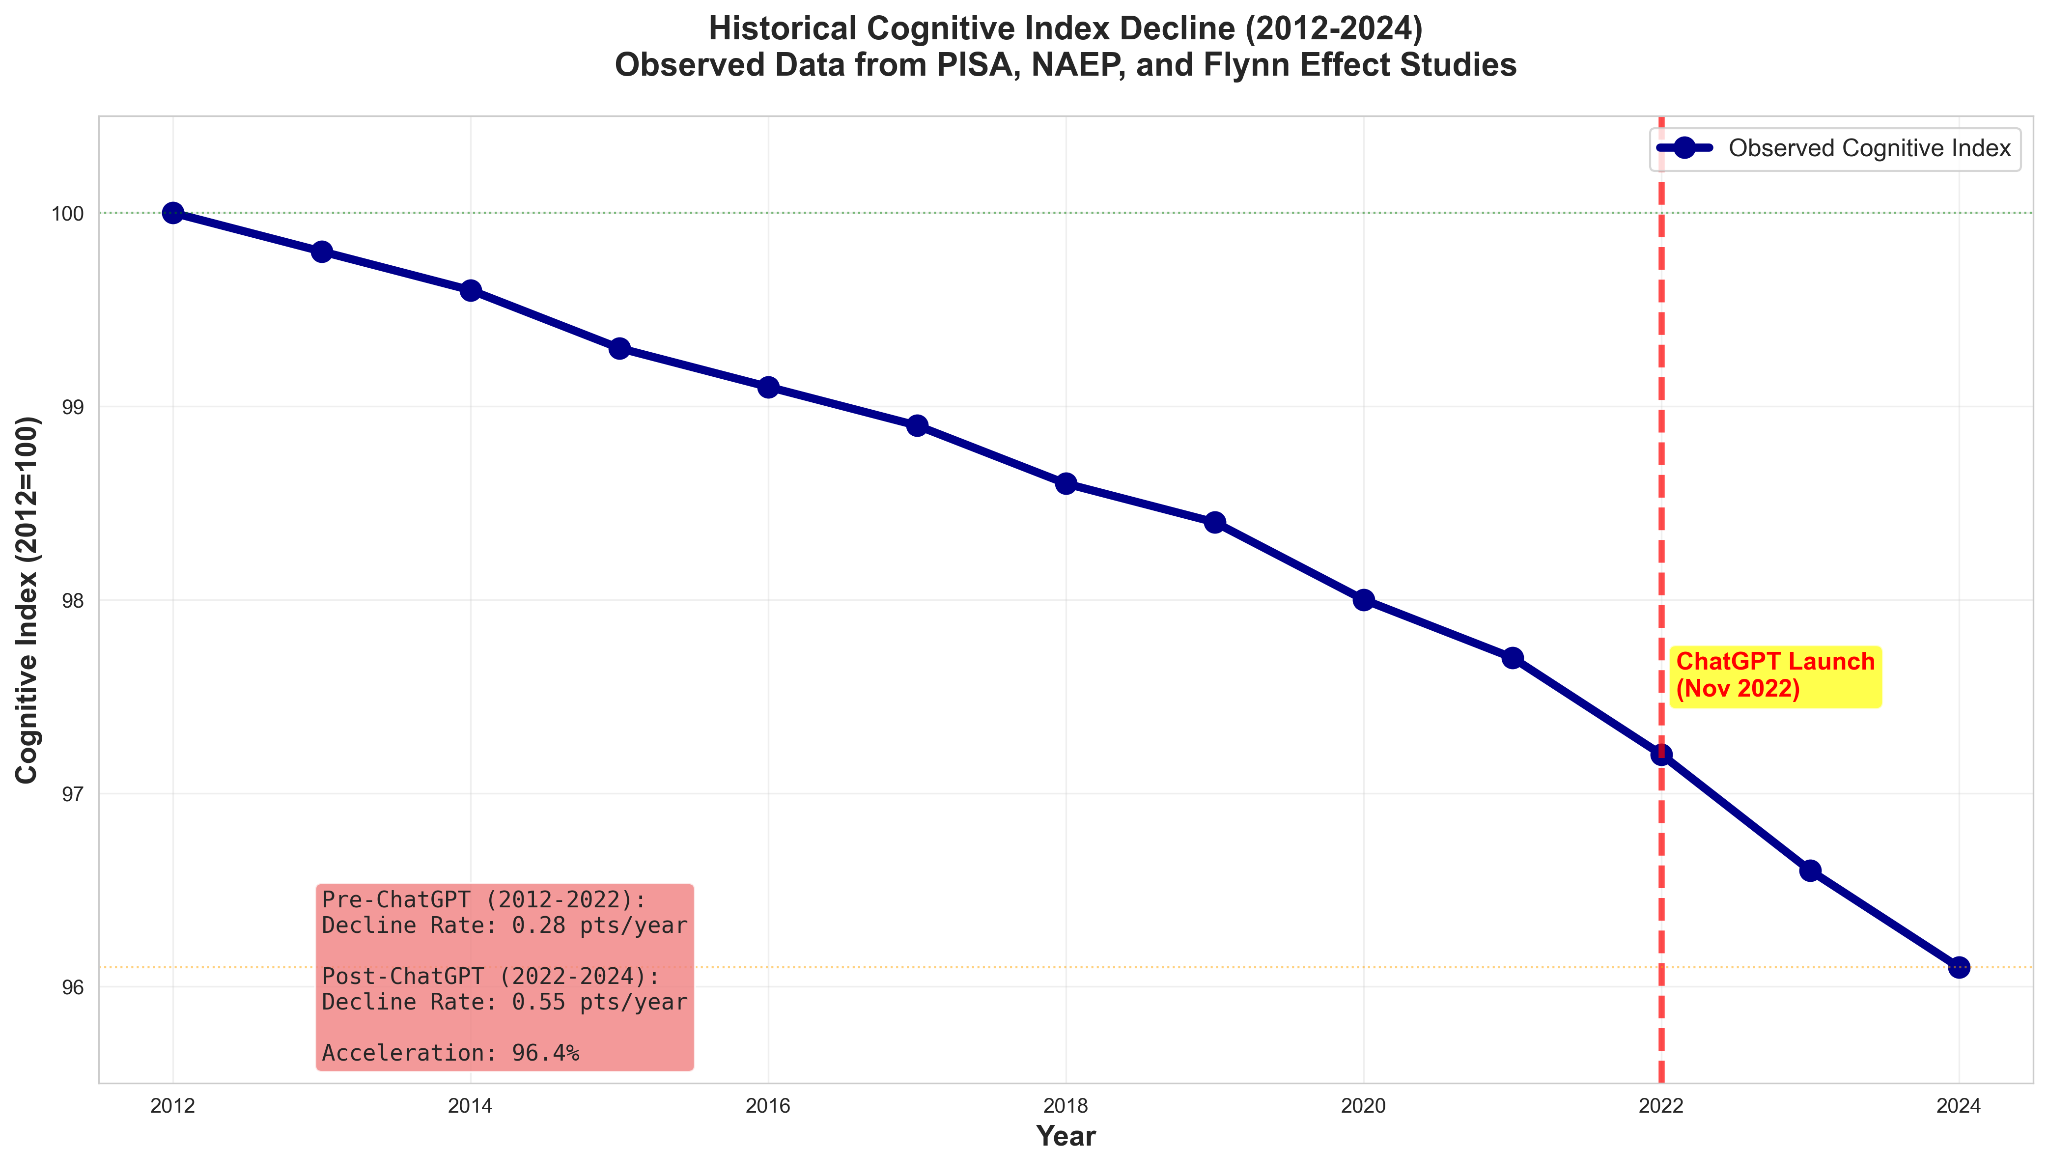 Historical Cognitive Index Decline (2012-2024)
Observed Data from PISA, NAEP, and Flynn Effect Studies
Observed Cognitive Index
Cognitive Index (2012=100)
100
99
98
97
96
ChatGPT Launch
(Nov 2022)
Pre-ChatGPT (2012-2022):
Decline Rate: 0.28 pts/year
Post-ChatGPT (2022-2024):
Decline Rate: 0.55 pts/year
Acceleration: 96.4%
2012
2014
2016
2018
2020
2022
2024
Year